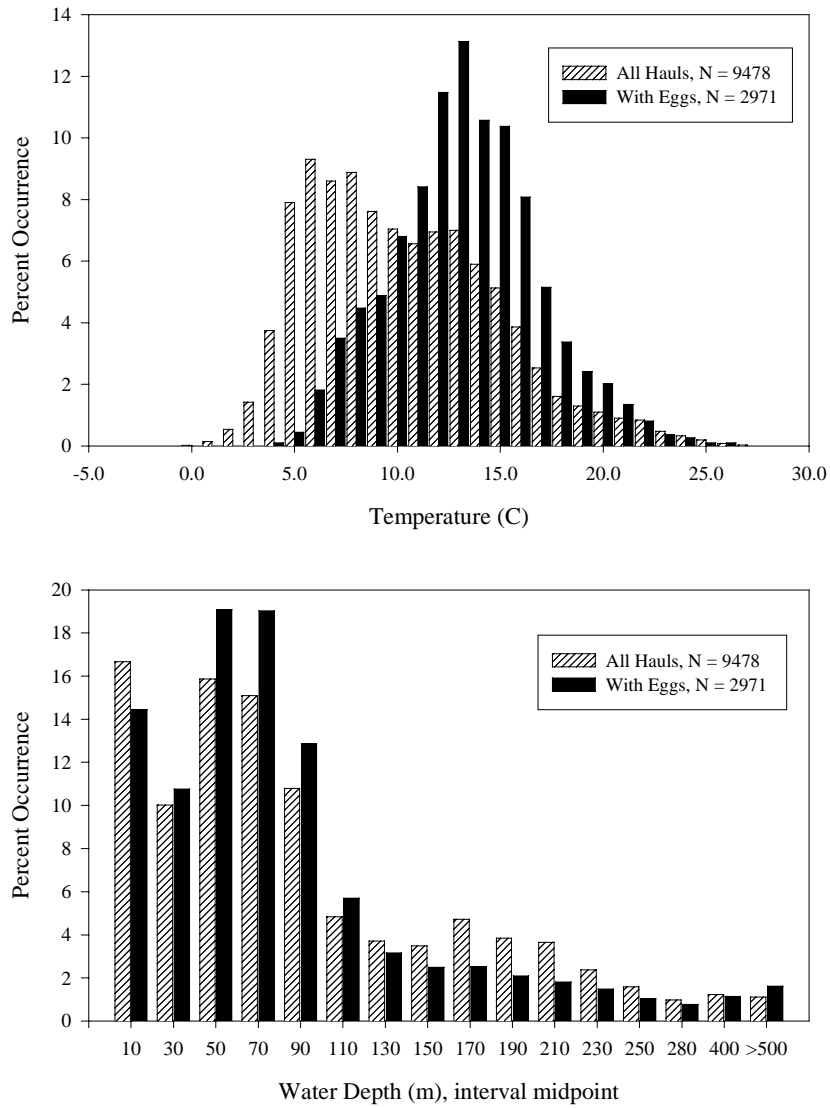 14
12
10
8
6
4
2
0
Percent Occurrence
All Hauls, N = 9478
With Eggs, N = 2971
-5.0 0.0 5.0 10.0 15.0 20.0 25.0 30.0
Temperature (C)
20
18
16
14
12
10
8
6
4
2
0
Percent Occurrence
All Hauls, N = 9478
With Eggs, N = 2971
10 30 50 70 90 110 130 150 170 190 210 230 250 280 400 >500
Water Depth (m), interval midpoint